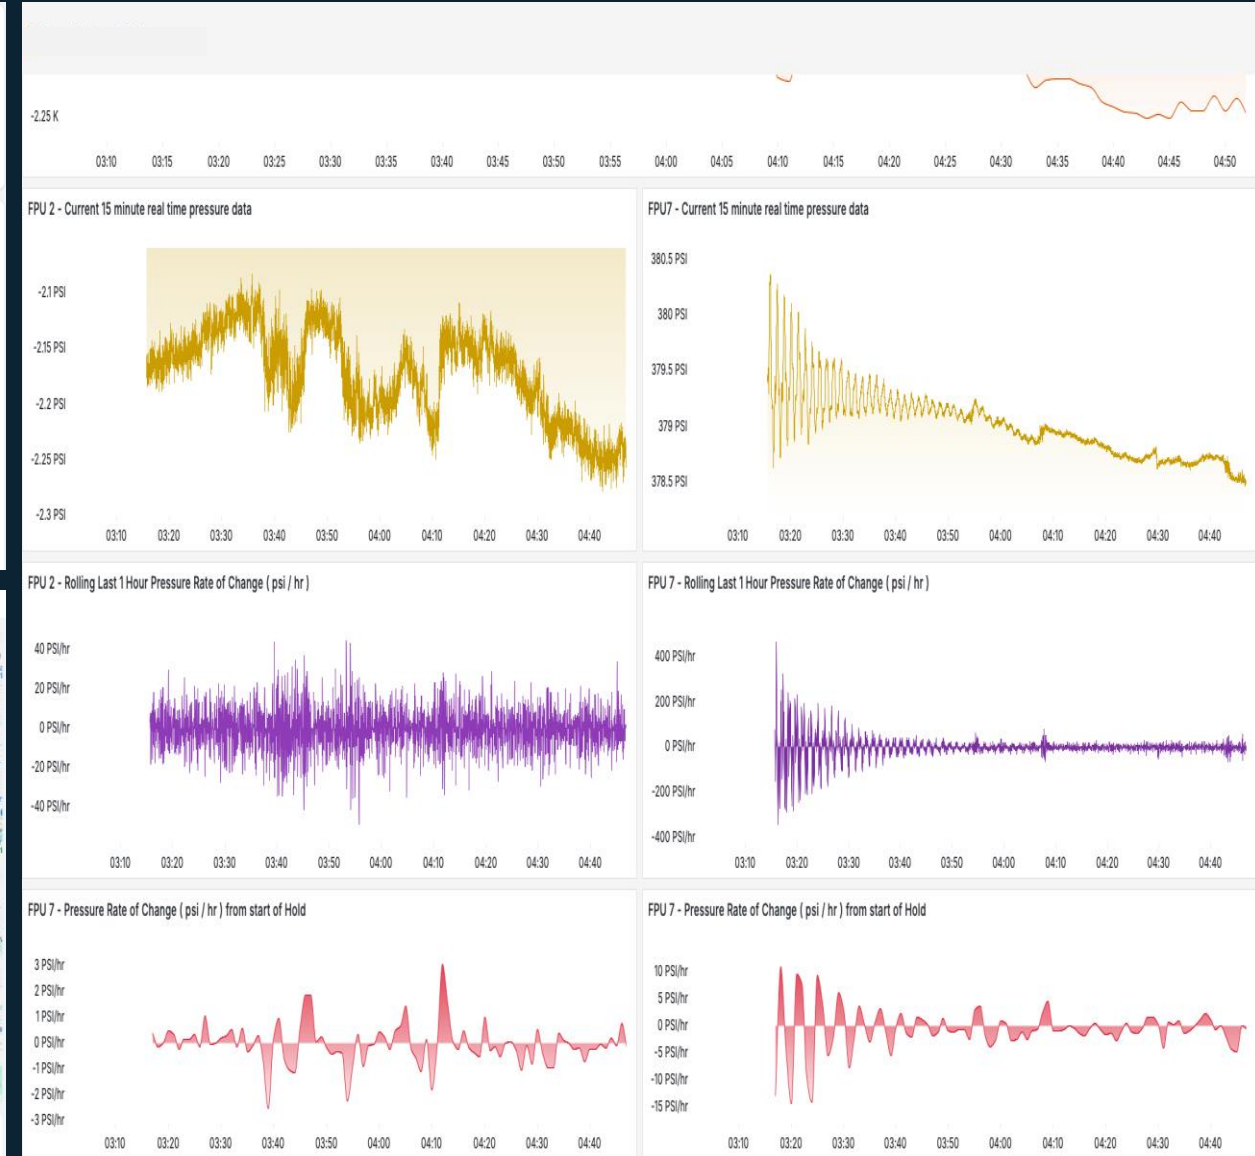 -2.25 K
03:10 03:15 03:20 03:25 03:30 03:35 03:40 03:45 03:50 03:55 04:00 04:05 04:10 04:15 04:20 04:25 04:30 04:35 04:40 04:45 04:50
FPU 2 - Current 15 minute real time pressure data
-2.1 PSI
-2.15 PSI
-2.2 PSI
-2.25 PSI
-2.3 PSI
03:10 03:20 03:30 03:40 03:50 04:00 04:10 04:20 04:30 04:40
FPU7 - Current 15 minute real time pressure data
380.5 PSI
380 PSI
379.5 PSI
379 PSI
378.5 PSI
03:10 03:20 03:30 03:40 03:50 04:00 04:10 04:20 04:30 04:40
FPU 2 - Rolling Last 1 Hour Pressure Rate of Change ( psi / hr )
40 PSI/hr
20 PSI/hr
0 PSI/hr
-20 PSI/hr
-40 PSI/hr
03:10 03:20 03:30 03:40 03:50 04:00 04:10 04:20 04:30 04:40
FPU 7 - Rolling Last 1 Hour Pressure Rate of Change ( psi / hr )
400 PSI/hr
200 PSI/hr
0 PSI/hr
-200 PSI/hr
-400 PSI/hr
03:10 03:20 03:30 03:40 03:50 04:00 04:10 04:20 04:30 04:40
FPU 7 - Pressure Rate of Change ( psi / hr ) from start of Hold
3 PSI/hr
2 PSI/hr
1 PSI/hr
0 PSI/hr
-1 PSI/hr
-2 PSI/hr
-3 PSI/hr
03:10 03:20 03:30 03:40 03:50 04:00 04:10 04:20 04:30 04:40
FPU 7 - Pressure Rate of Change ( psi / hr ) from start of Hold
10 PSI/hr
5 PSI/hr
0 PSI/hr
-5 PSI/hr
-10 PSI/hr
-15 PSI/hr
03:10 03:20 03:30 03:40 03:50 04:00 04:10 04:20 04:30 04:40